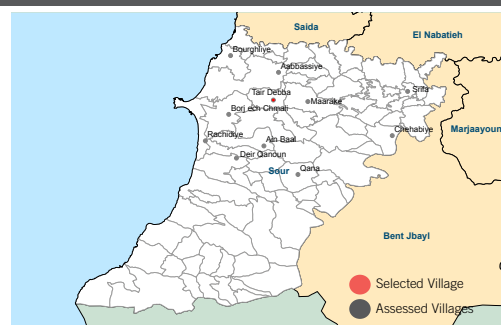 Saida
El Nabatieh
Bourghliye
Aabbassiye
Tair Debba
Maarake
Srifa
Borj ech Chmali
Chehabiye
Marjaayoun
Rachidiye
Ain Baal
Deir Qanoun
Qana
Sour
Bent Jbayl
Selected Village
Assessed Villages